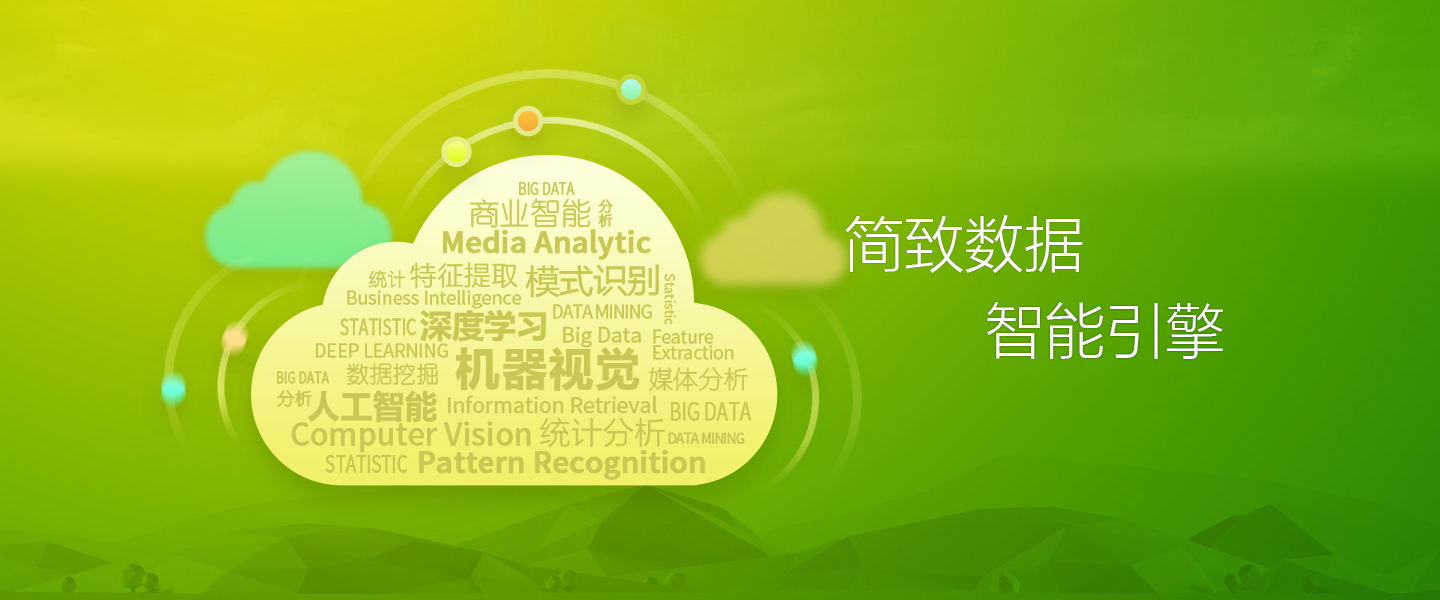 BIG DATA
商业智能 分析
Media Analytic
统计 特征提取 模式识别 Statistic
Business Intelligence DATA MINING
STATISTIC 深度学习 Big Data Feature Extraction
DEEP LEARNING 机器视觉
BIG DATA 数据挖掘 媒体分析
分析 人工智能 Information Retrieval BIG DATA
Computer Vision 统计分析 DATA MINING
STATISTIC Pattern Recognition
简致数据
智能引擎